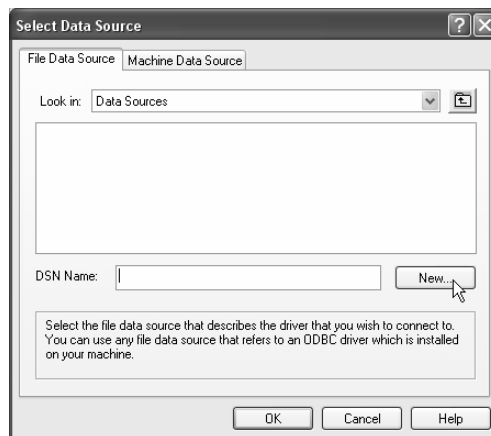 Select Data Source
File Data Source Machine Data Source
Look in: Data Sources
DSN Name: New...
Select the file data source that describes the driver that you wish to connect to.
You can use any file data source that refers to an ODBC driver which is installed
on your machine.
OK Cancel Help